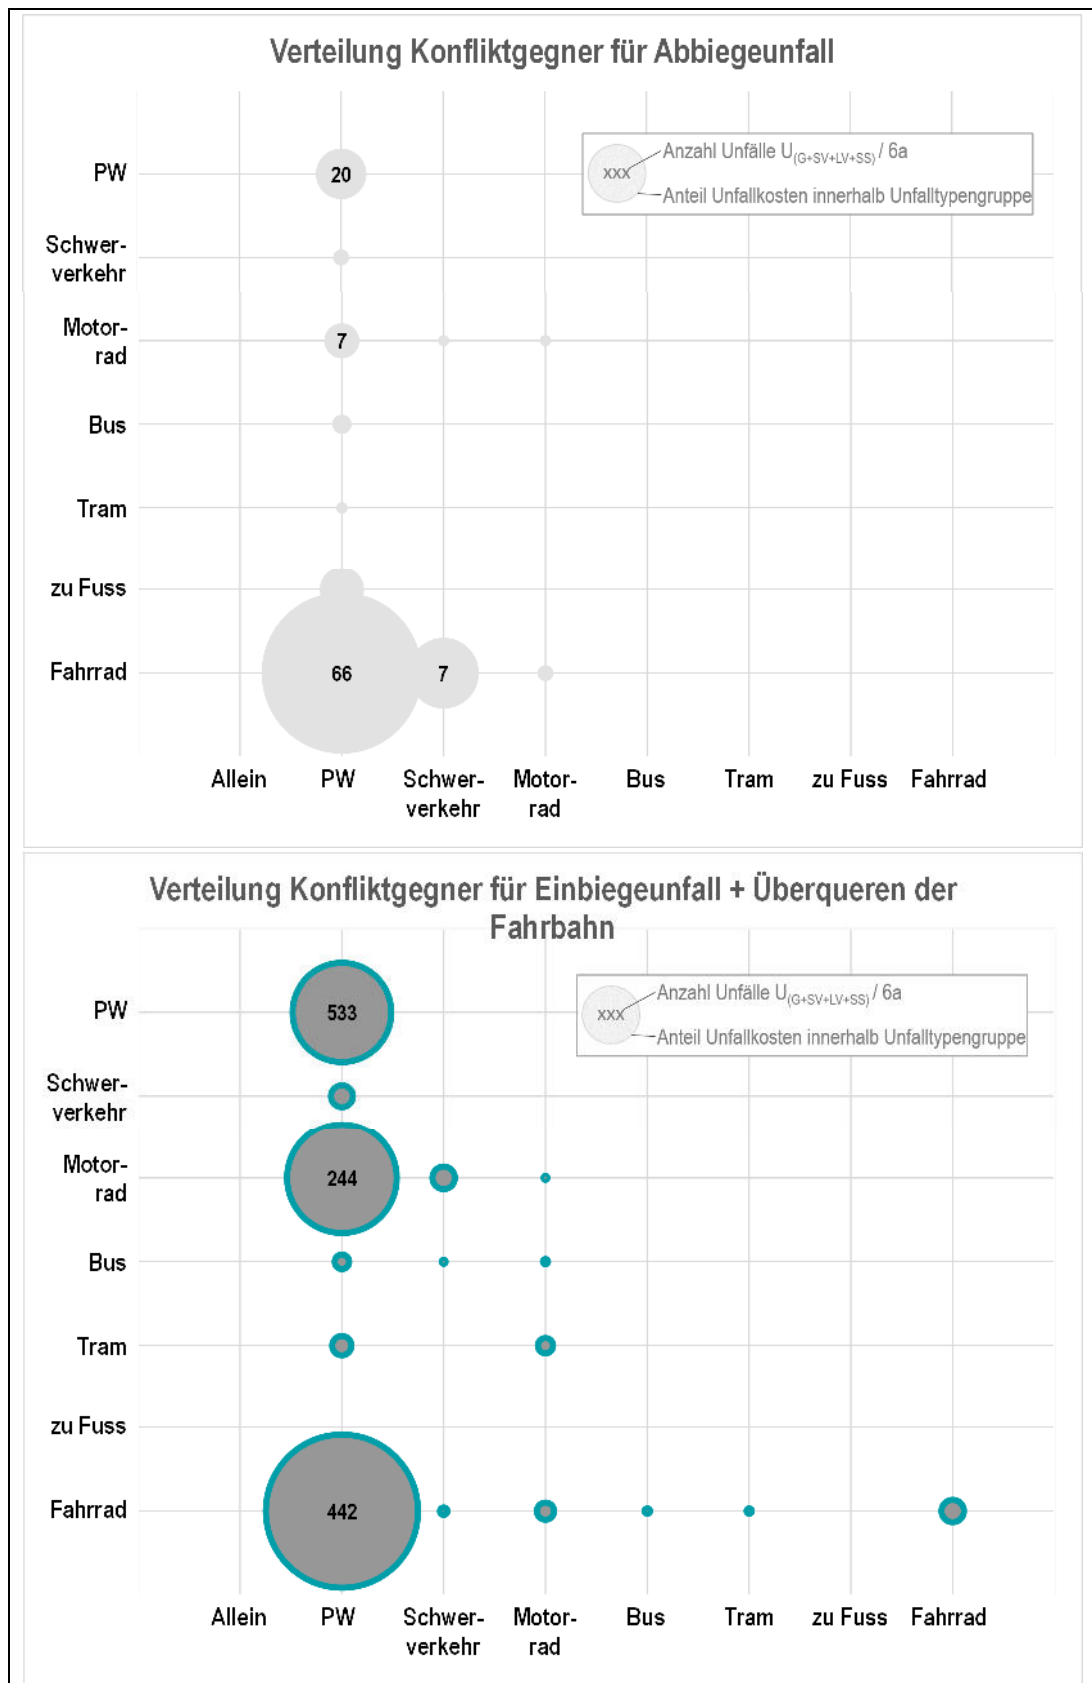 Verteilung Konfliktgegner für Abbiegeunfall
xxx
Anzahl Unfälle U(G+SV+LV+SS) / 6a
Anteil Unfallkosten innerhalb Unfalltypengruppe
PW
20
Schwer-
verkehr
Motor-
rad
7
Bus
Tram
zu Fuss
Fahrrad
66
7
Allein
PW
Schwer-
verkehr
Motor-
rad
Bus
Tram
zu Fuss
Fahrrad
Verteilung Konfliktgegner für Einbiegeunfall + Überqueren der
Fahrbahn
xxx
Anzahl Unfälle U(G+SV+LV+SS) / 6a
Anteil Unfallkosten innerhalb Unfalltypengruppe
PW
533
Schwer-
verkehr
Motor-
rad
244
Bus
Tram
zu Fuss
Fahrrad
442
Allein
PW
Schwer-
verkehr
Motor-
rad
Bus
Tram
zu Fuss
Fahrrad